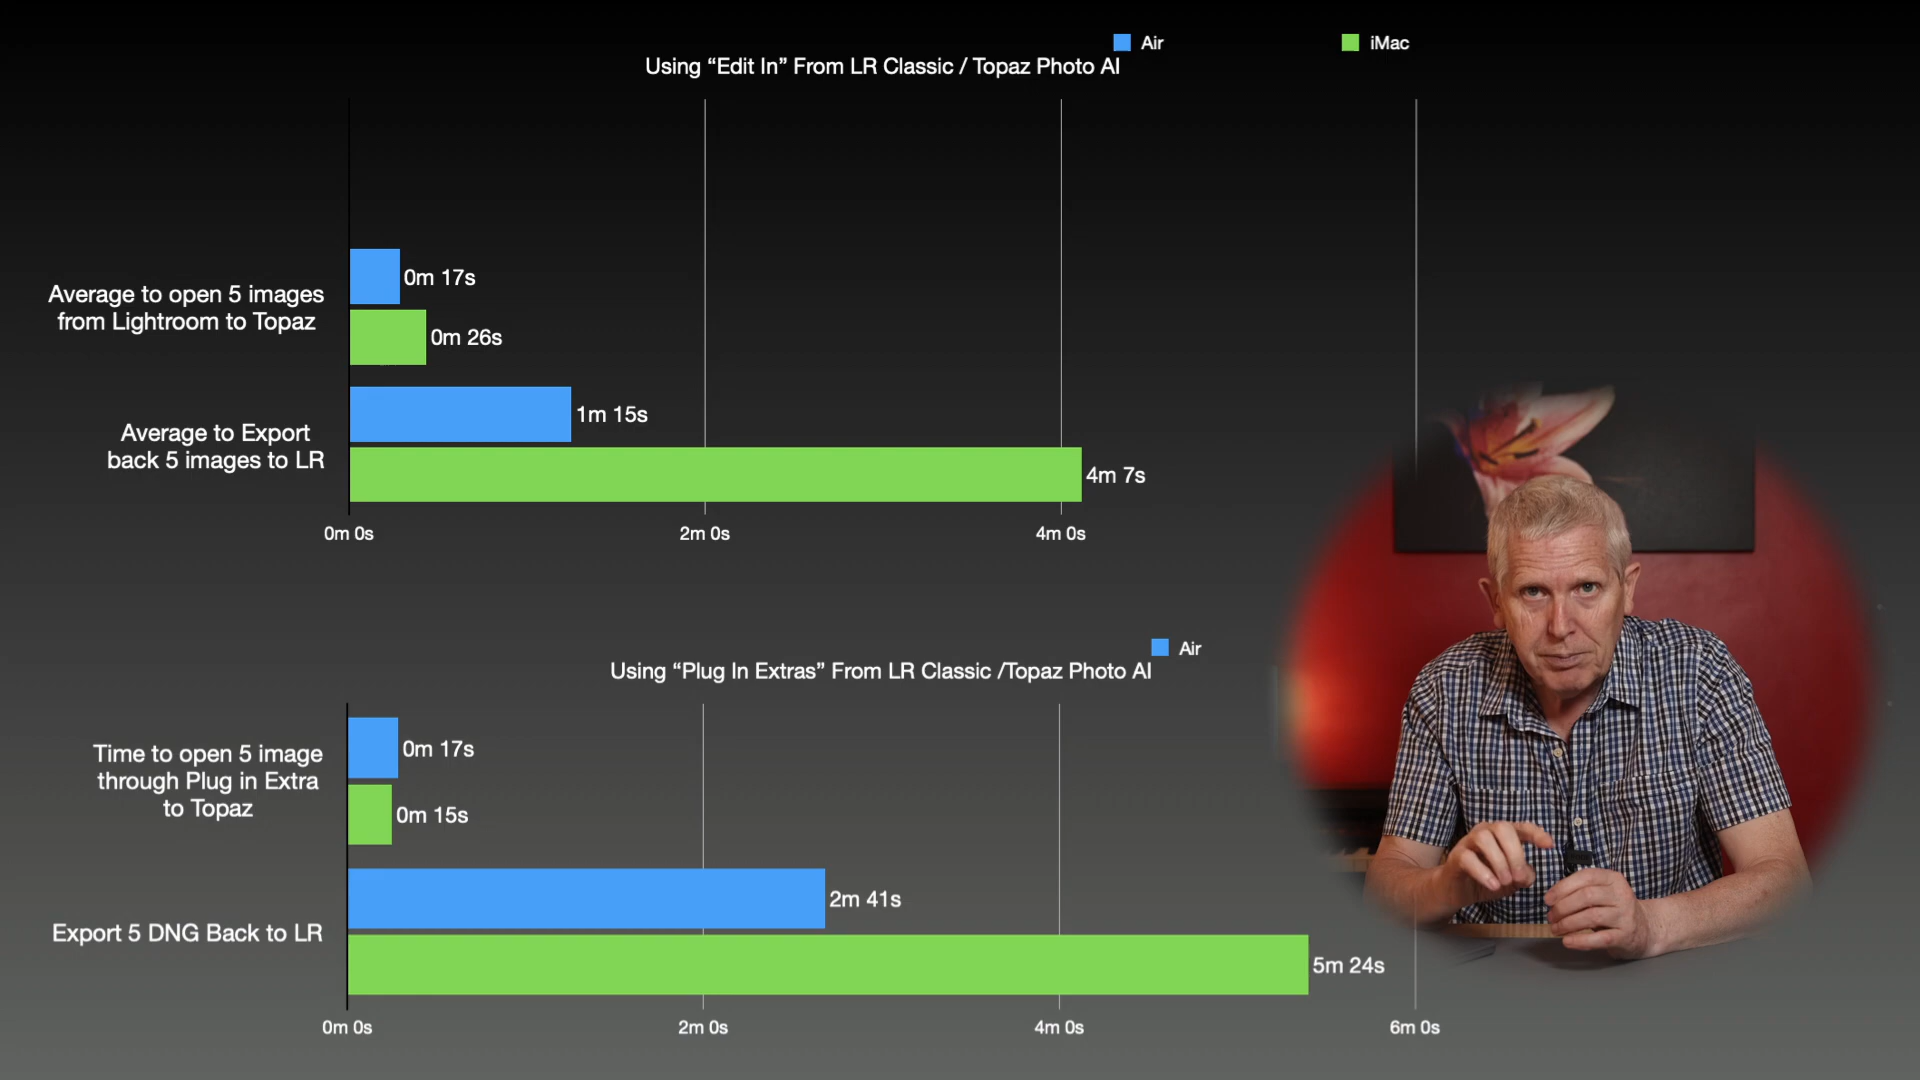 Air
iMac
Using “Edit In” From LR Classic / Topaz Photo AI
Average to open 5 images
from Lightroom to Topaz
0m 17s
0m 26s
Average to Export
back 5 images to LR
1m 15s
4m 7s
0m 0s
2m 0s
4m 0s
Air
Using “Plug In Extras” From LR Classic /Topaz Photo AI
Time to open 5 image
through Plug in Extra
to Topaz
0m 17s
0m 15s
Export 5 DNG Back to LR
2m 41s
5m 24s
0m 0s
2m 0s
4m 0s
6m 0s